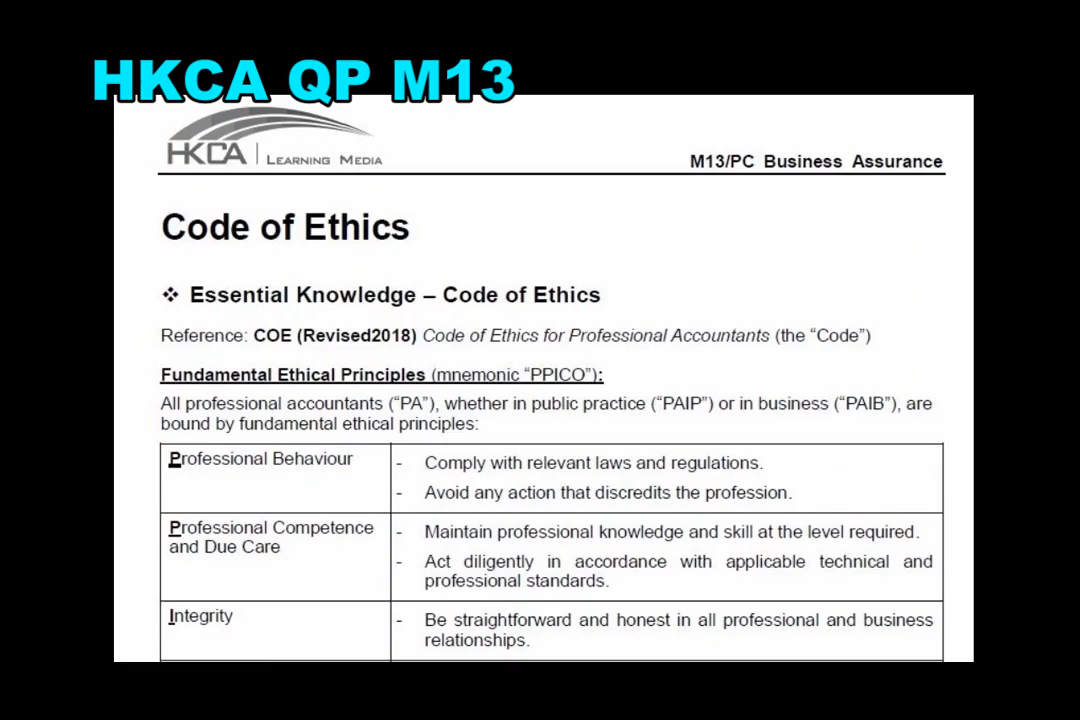 HKCA QP M13
HKCA | LEARNING MEDIA
M13/PC Business Assurance
Code of Ethics
❖ Essential Knowledge – Code of Ethics
Reference: COE (Revised2018) Code of Ethics for Professional Accountants (the “Code”)
Fundamental Ethical Principles (mnemonic “PPICO”):
All professional accountants (“PA”), whether in public practice (“PAIP”) or in business (“PAIB”), are
bound by fundamental ethical principles:
Professional Behaviour
- Comply with relevant laws and regulations.
- Avoid any action that discredits the profession.
Professional Competence
and Due Care
- Maintain professional knowledge and skill at the level required.
- Act diligently in accordance with applicable technical and
professional standards.
Integrity
- Be straightforward and honest in all professional and business
relationships.